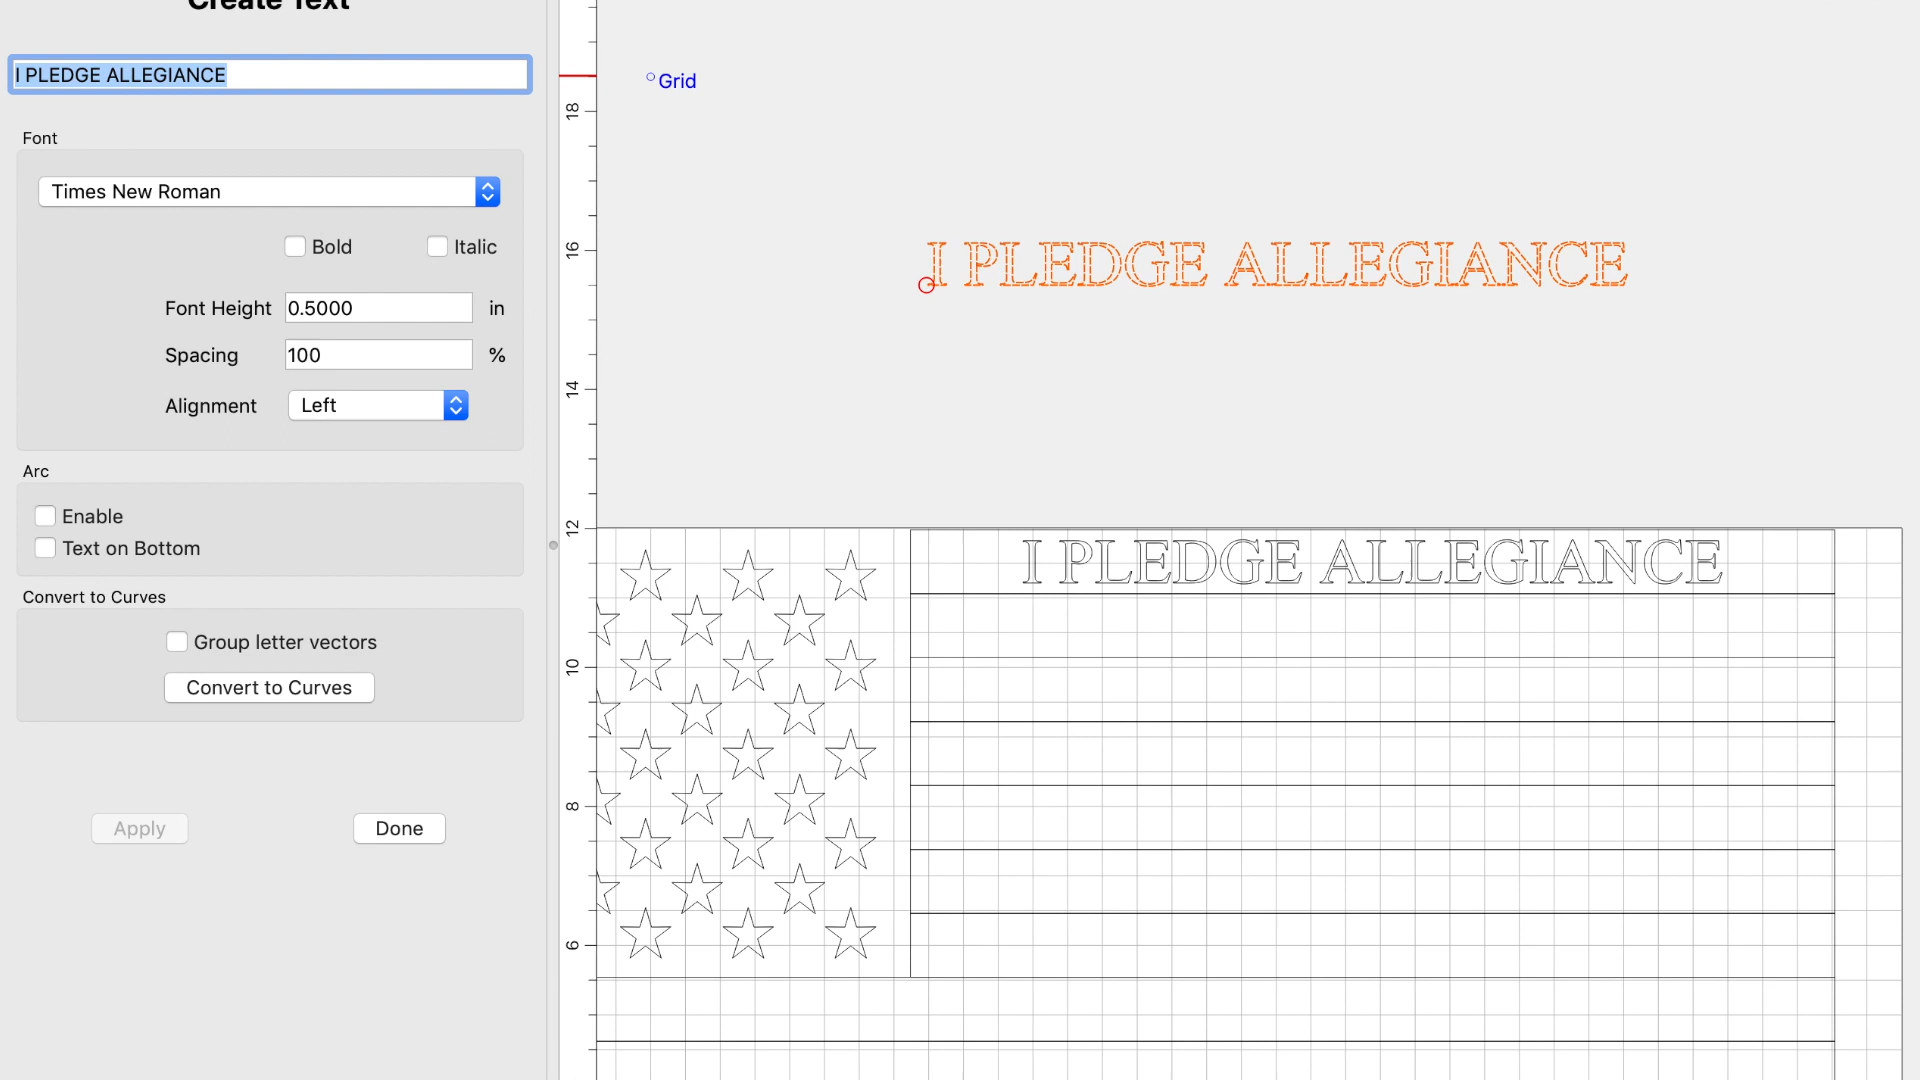 Create Text
I PLEDGE ALLEGIANCE
Font
Times New Roman
Bold Italic
Font Height 0.5000 in
Spacing 100 %
Alignment Left
Arc
Enable
Text on Bottom
Convert to Curves
Group letter vectors
Convert to Curves
Apply Done
Grid
18
16
14
12
10
8
6
I PLEDGE ALLEGIANCE
I PLEDGE ALLEGIANCE